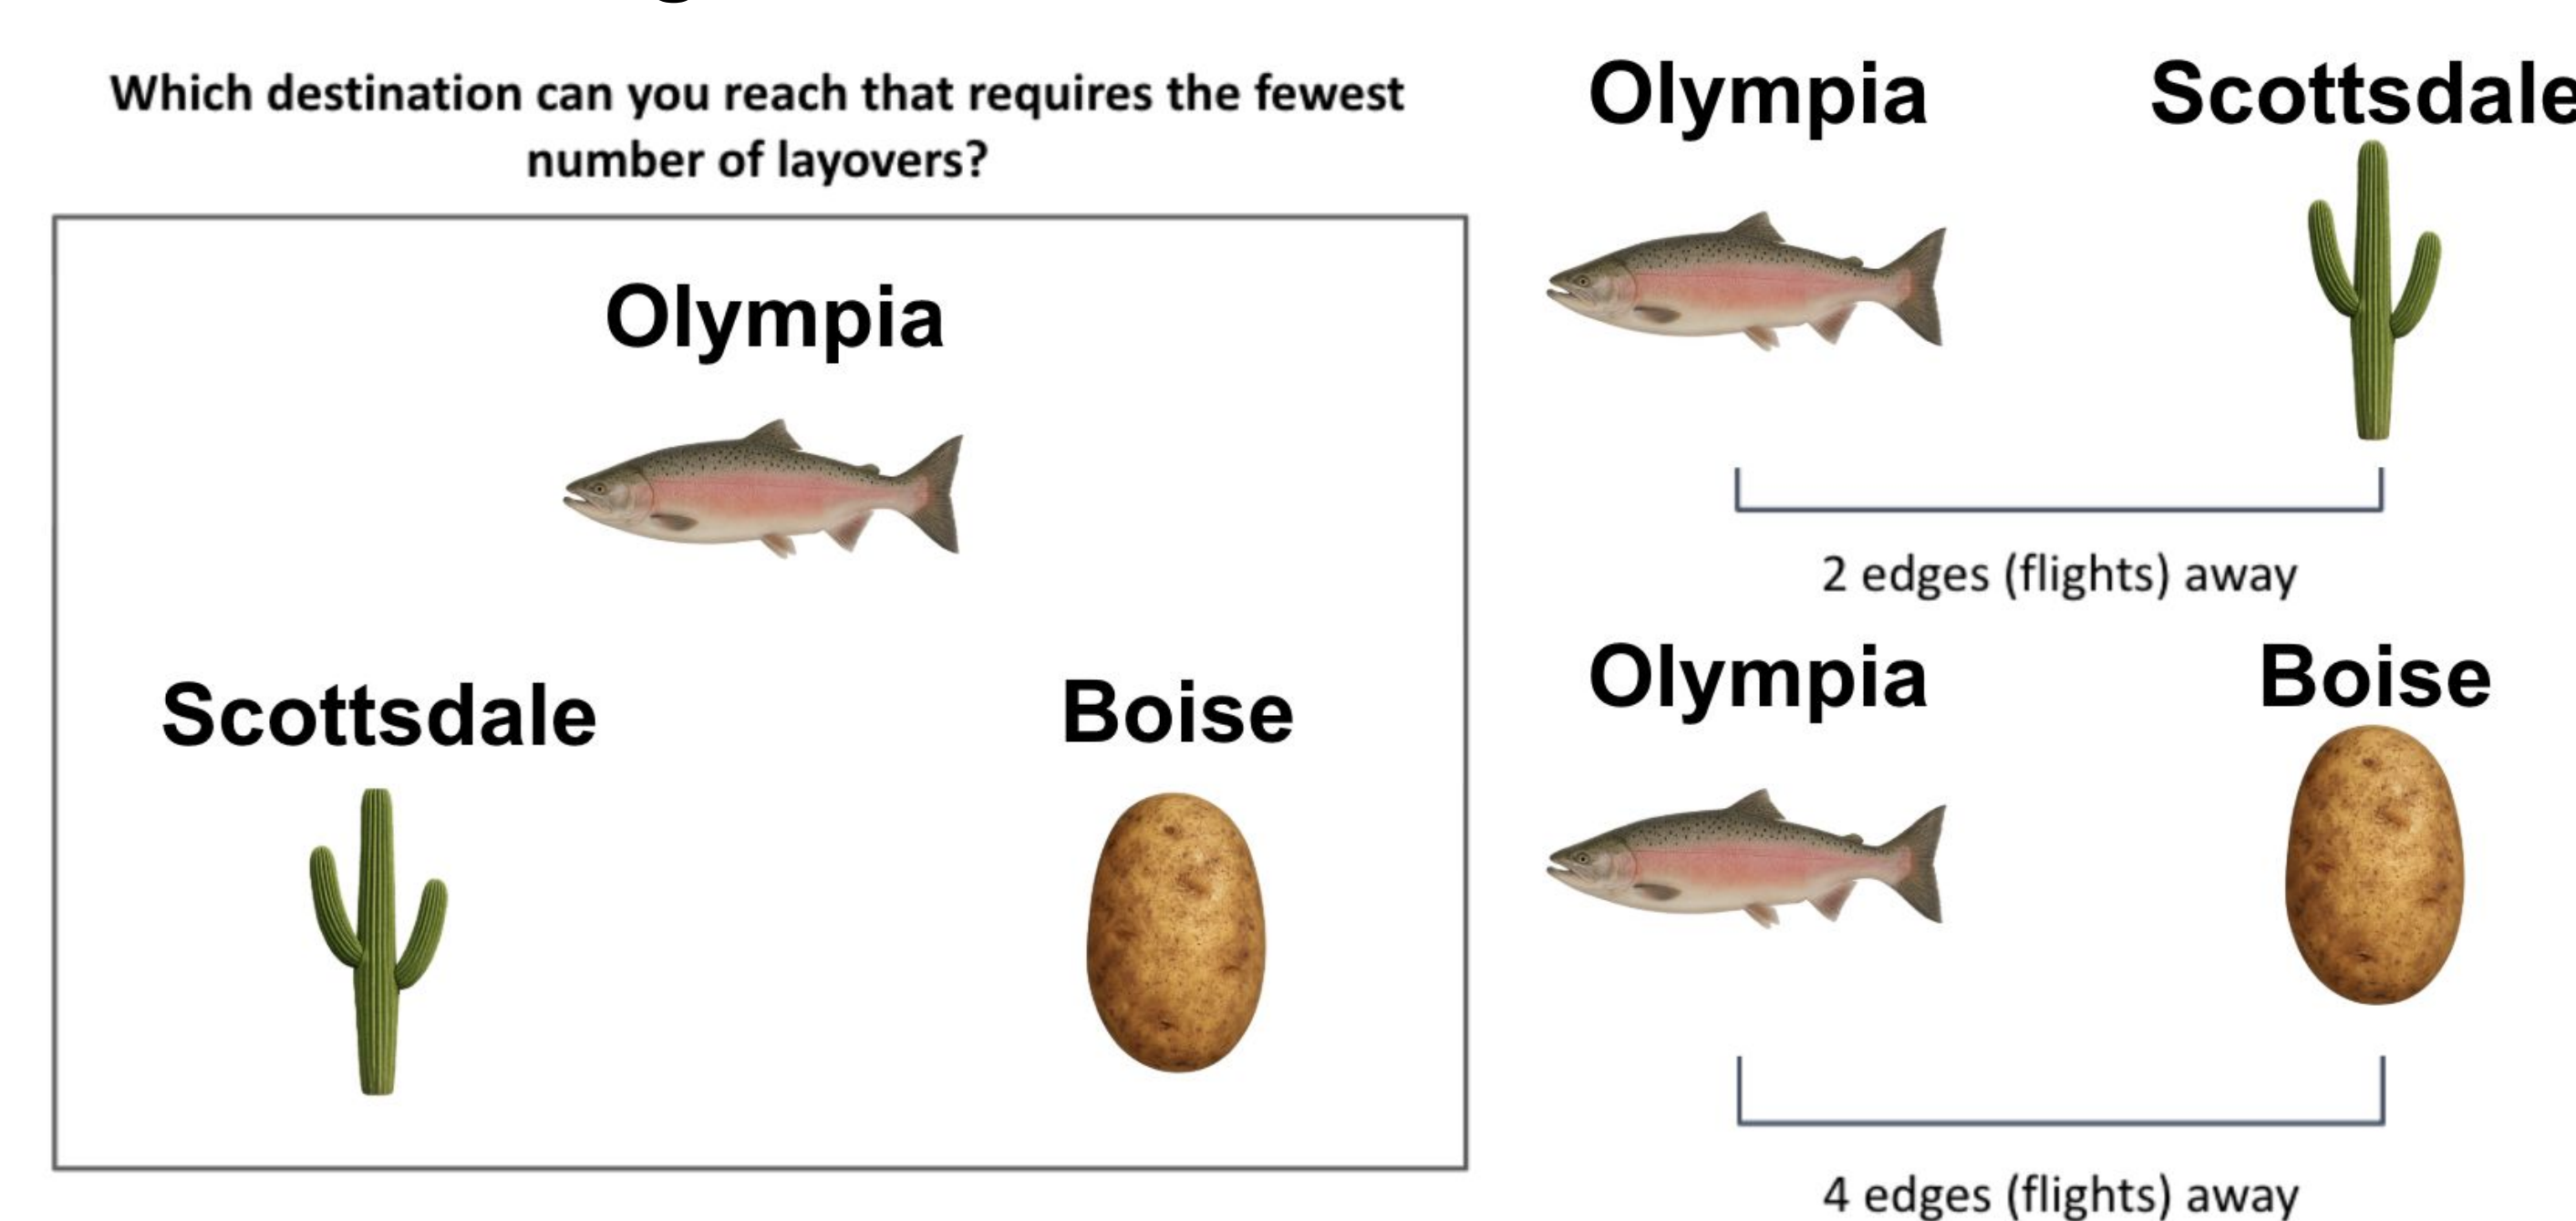 Which destination can you reach that requires the fewest
number of layovers?
Olympia
Scottsdale
Boise
Olympia
Scottsdale
2 edges (flights) away
Olympia
Boise
4 edges (flights) away